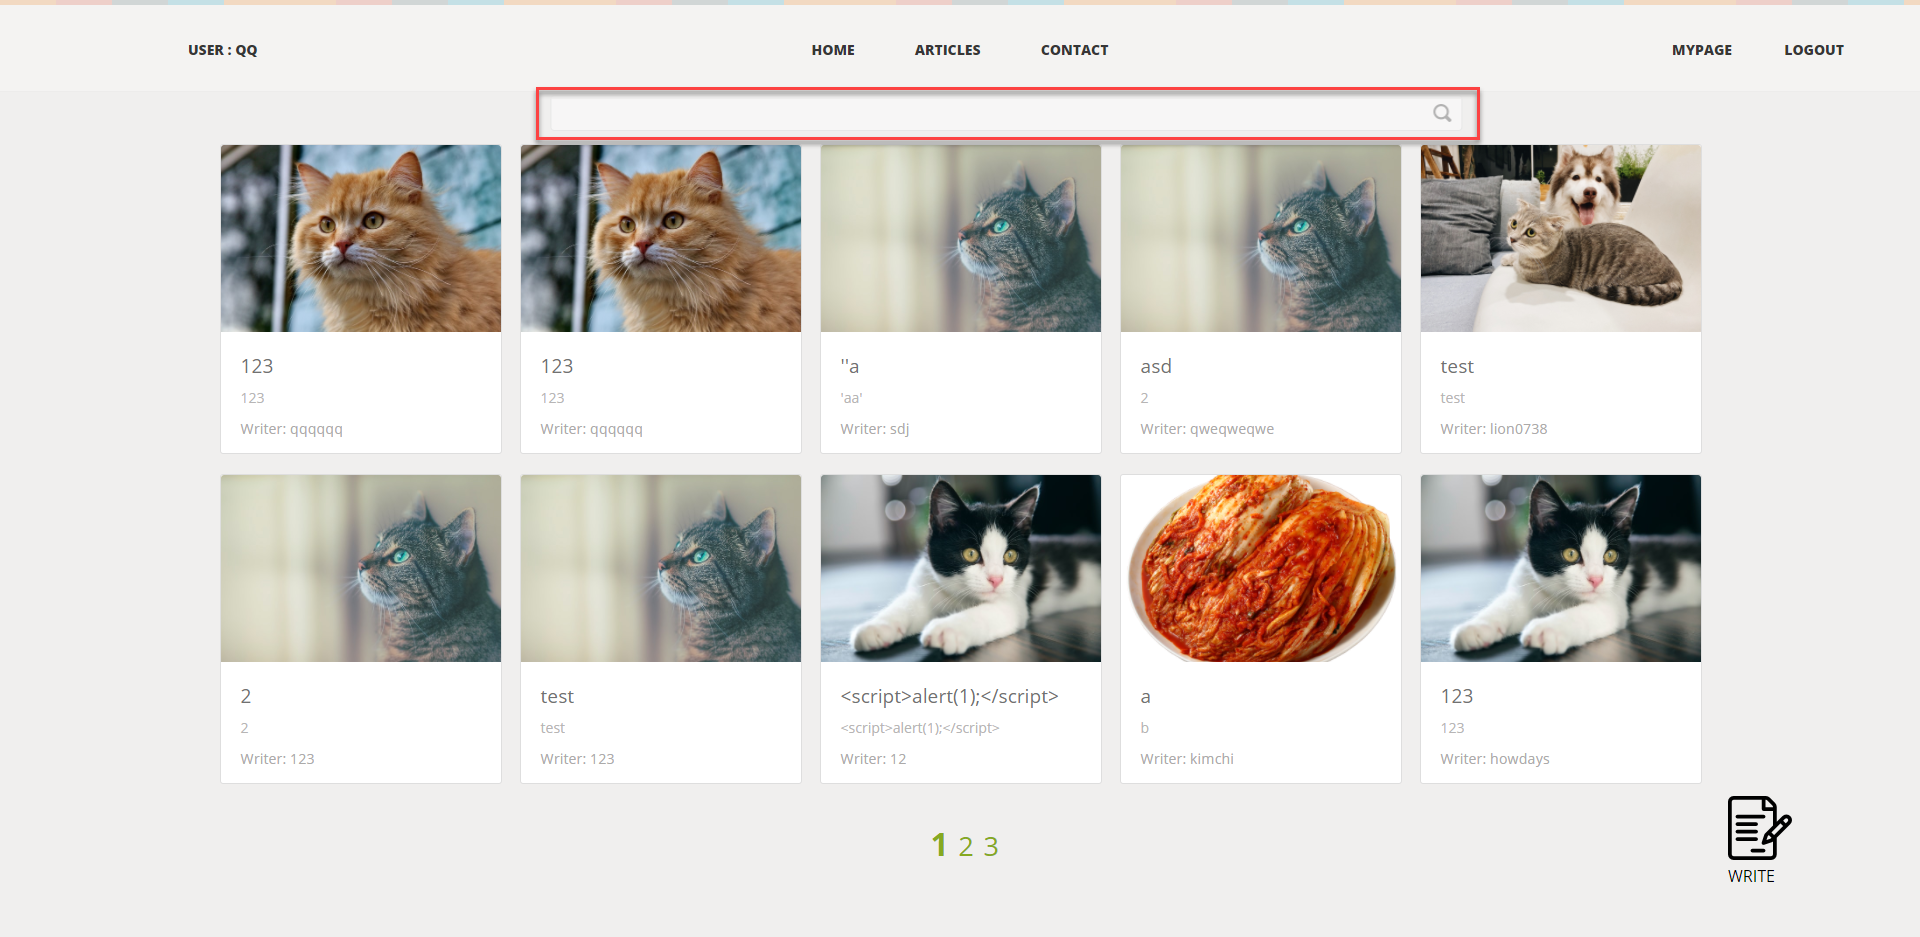 USER : QQ
HOME
ARTICLES
CONTACT
MYPAGE
LOGOUT
123
123
Writer: qqqqqq
123
123
Writer: qqqqqq
''a
'aa'
Writer: sdj
asd
2
Writer: qweqweqwe
test
test
Writer: lion0738
2
2
Writer: 123
test
test
Writer: 123
<script>alert(1);</script>
<script>alert(1);</script>
Writer: 12
a
b
Writer: kimchi
123
123
Writer: howdays
1 2 3
WRITE